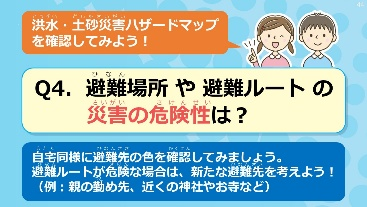 洪水・土砂災害ハザードマップ
を確認してみよう！
Q4. 避難場所 や 避難ルート の
災害の危険性は？
自宅同様に避難先の色を確認してみましょう。
避難ルートが危険な場合は、新たな避難先を考えよう！
（例：親の勤め先、近くの神社やお寺など）